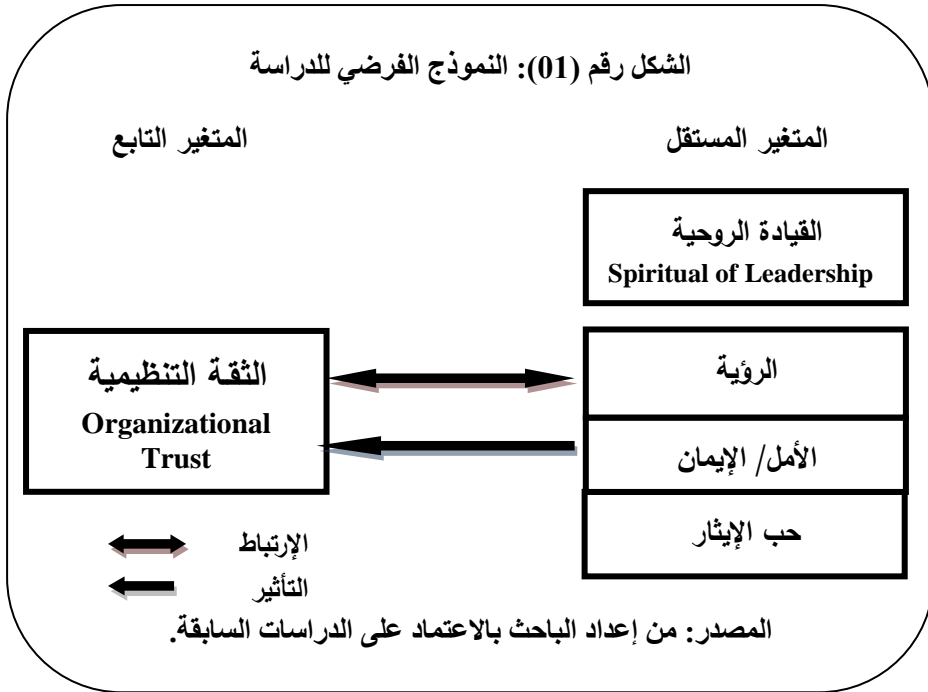 الشكل رقم (01): النموذج الفرضي للدراسة
المتغير المستقل
المتغير التابع
القيادة الروحية
Spiritual of Leadership
الرؤية
الأمل/ الإيمان
حب الإيثار
الثقة التنظيمية
Organizational
Trust
الإرتباط
التأثير
المصدر: من إعداد الباحث بالاعتماد على الدراسات السابقة.